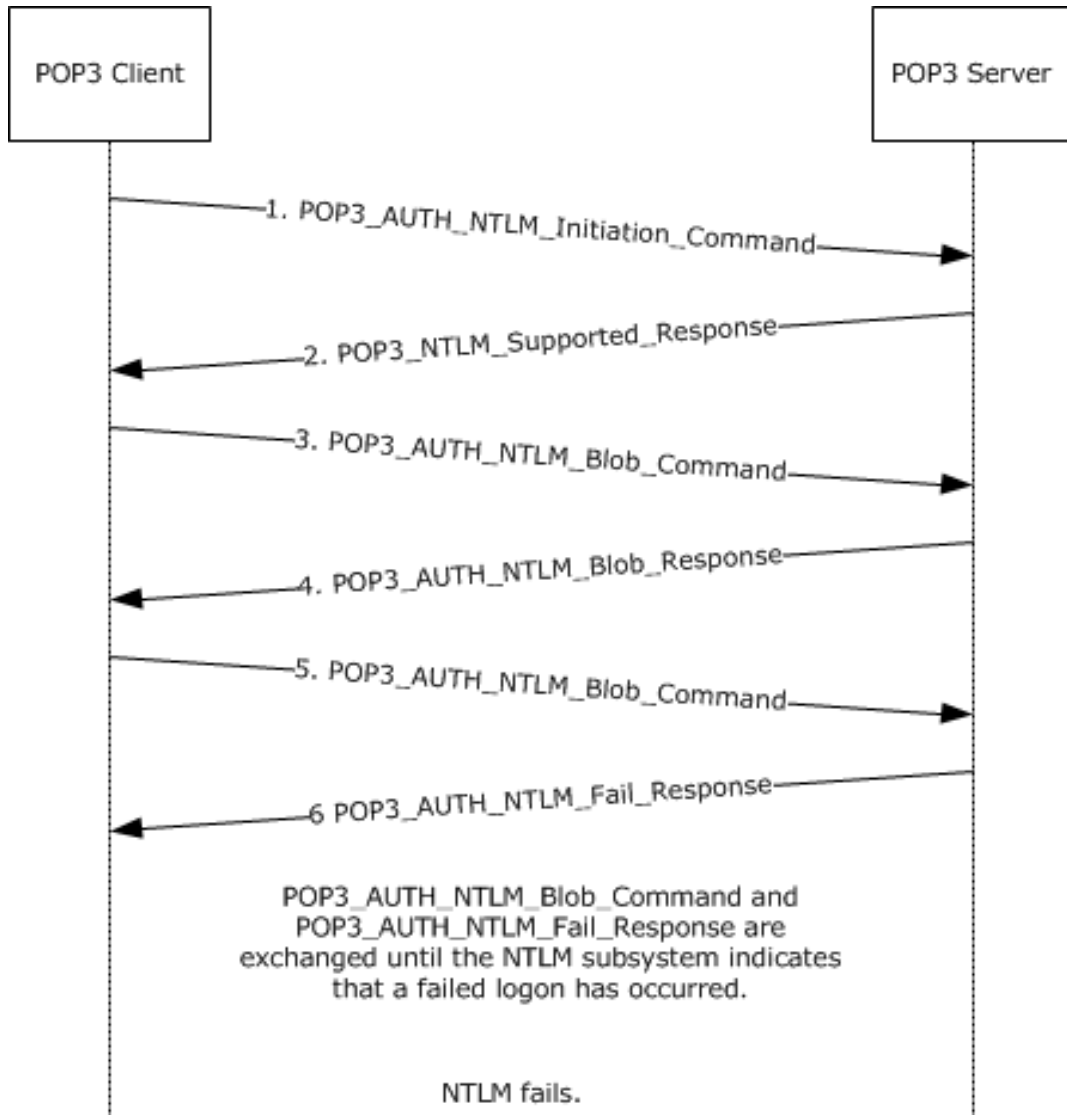 POP3 Client
POP3 Server
1. POP3_AUTH_NTLM_Initiation_Command
2. POP3_NTLM_Supported_Response
3. POP3_AUTH_NTLM_Blob_Command
4. POP3_AUTH_NTLM_Blob_Response
5. POP3_AUTH_NTLM_Blob_Command
6 POP3_AUTH_NTLM_Fail_Response
POP3_AUTH_NTLM_Blob_Command and
POP3_AUTH_NTLM_Fail_Response are
exchanged until the NTLM subsystem indicates
that a failed logon has occurred.
NTLM fails.